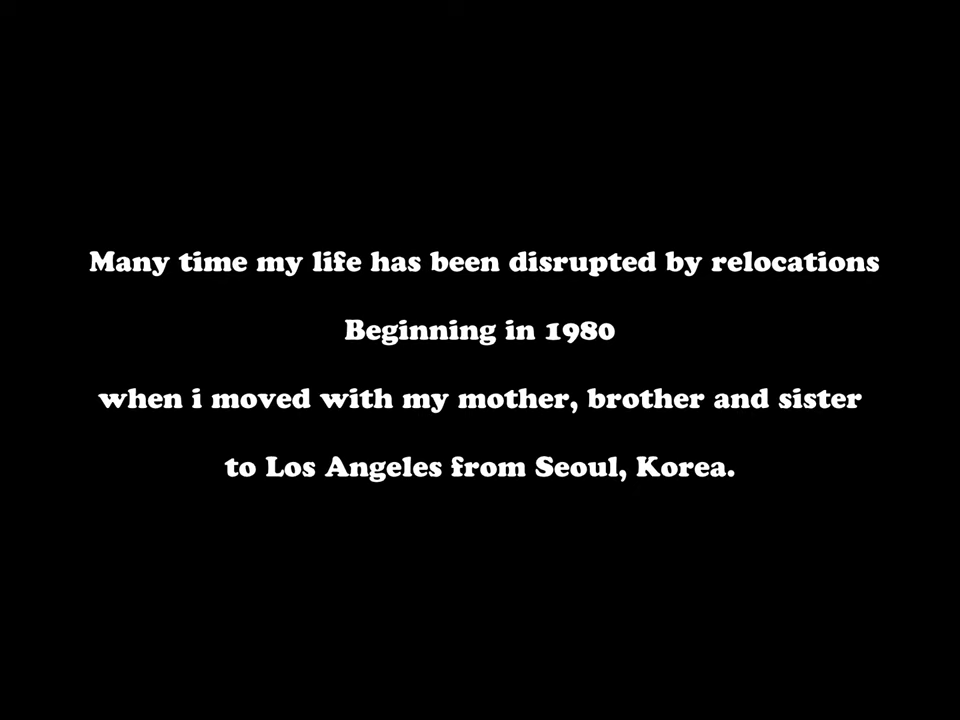 Many time my life has been disrupted by relocations
Beginning in 1980
when i moved with my mother, brother and sister
to Los Angeles from Seoul, Korea.